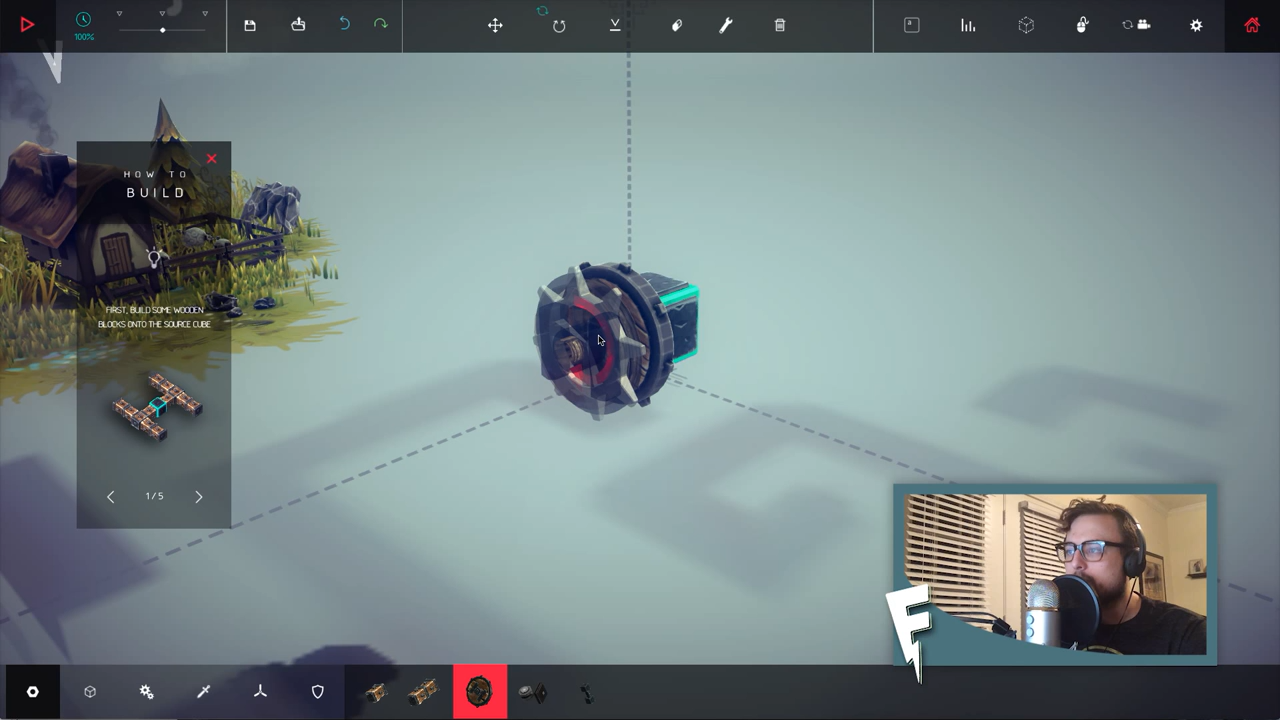 100%
HOW TO
BUILD
FIRST, BUILD SOME WOODEN
BLOCKS ONTO THE SOURCE CUBE
1/5
F